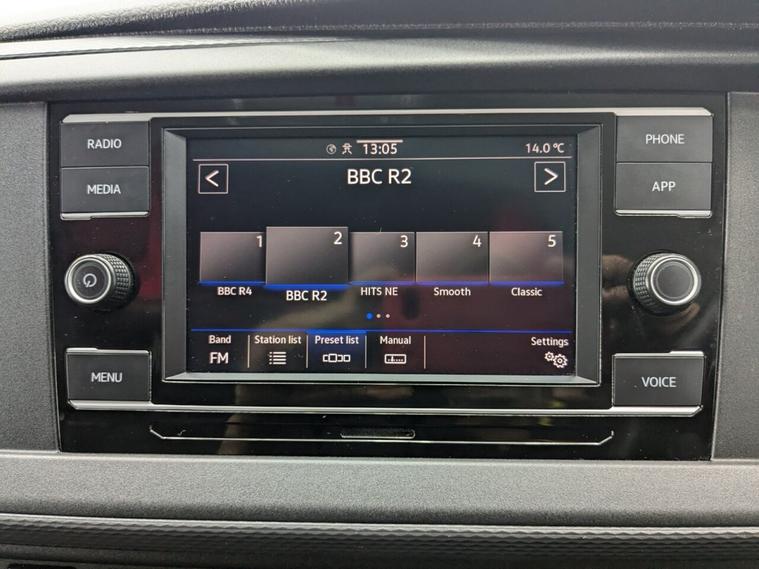 RADIO
MEDIA
MENU
13:05
14.0°C
<
BBC R2
>
1
2
3
4
5
BBC R4
BBC R2
HITS NE
Smooth
Classic
Band
FM
Station list
Preset list
Manual
Settings
PHONE
APP
VOICE